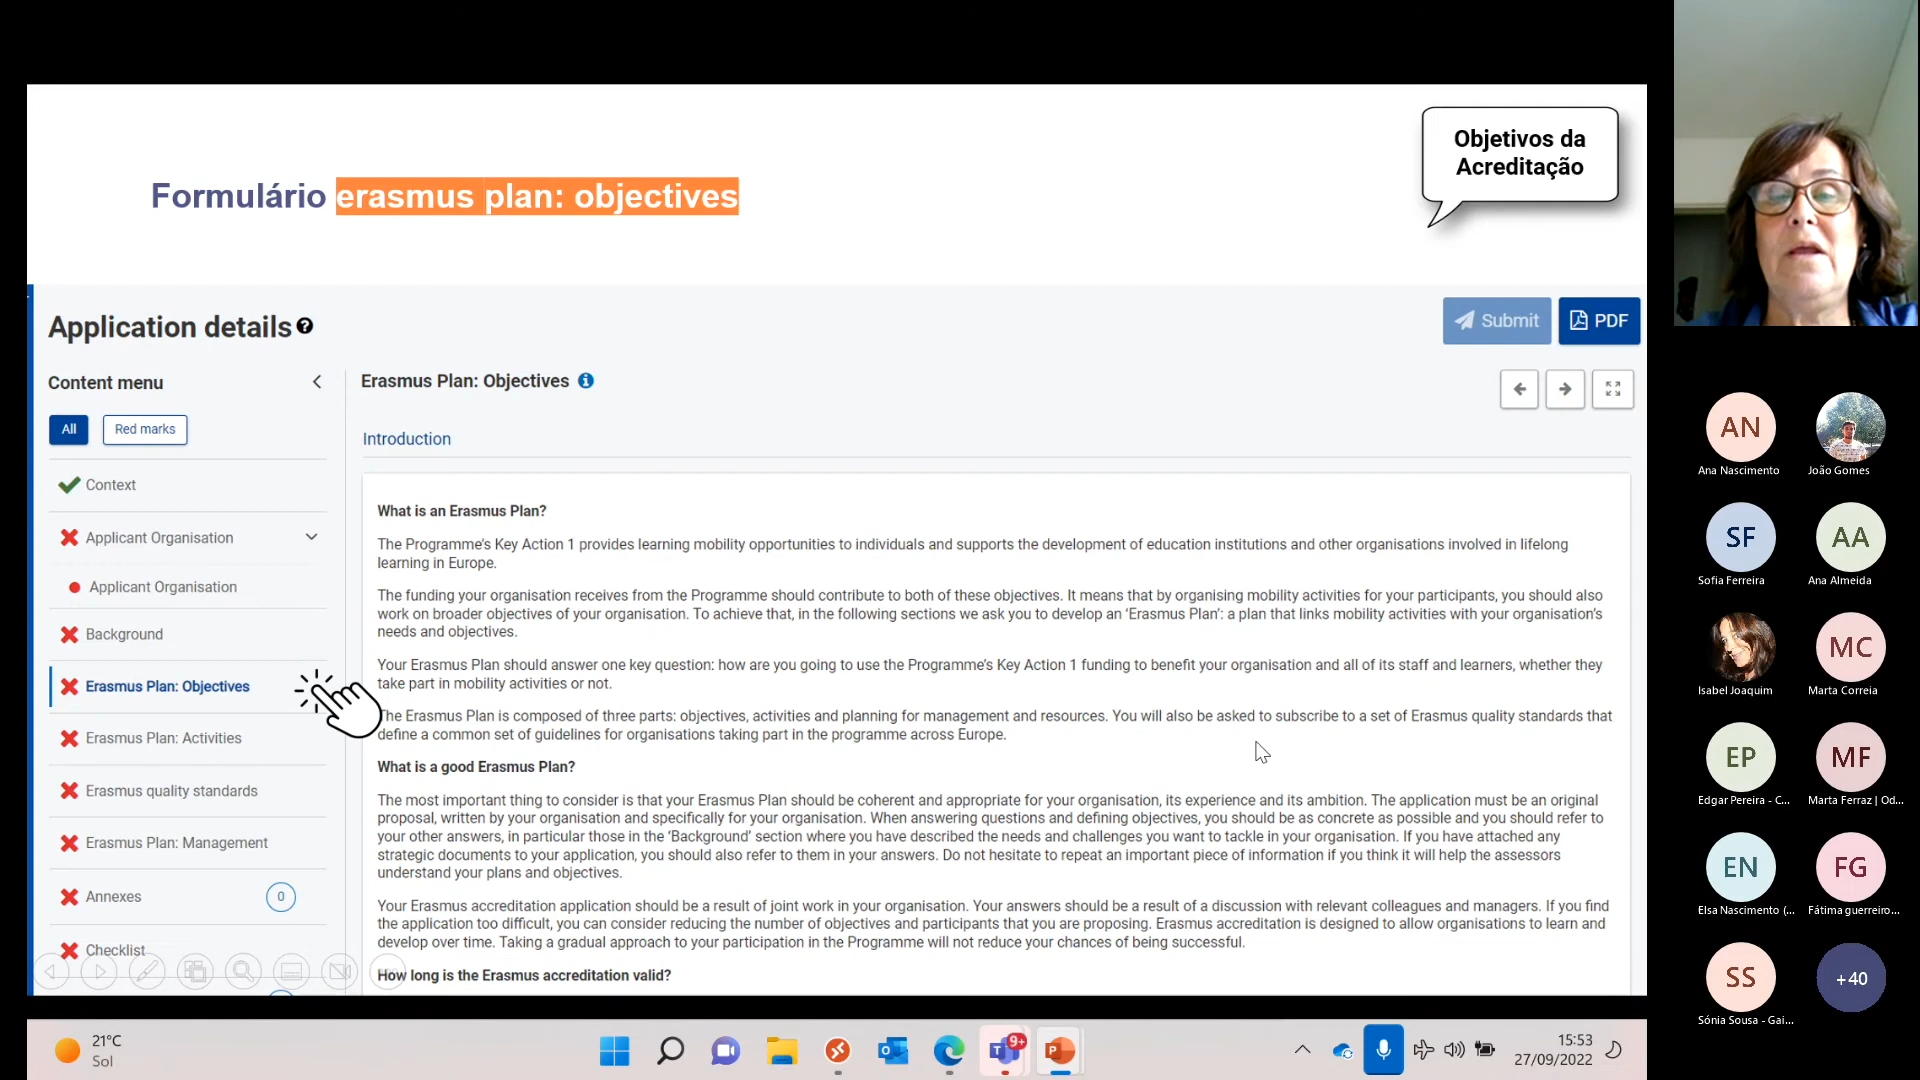 Objetivos da
Acreditação
Formulário erasmus plan: objectives
Application details
Submit
PDF
Content menu
All
Red marks
Context
Applicant Organisation
Applicant Organisation
Background
Erasmus Plan: Objectives
Erasmus Plan: Activities
Erasmus quality standards
Erasmus Plan: Management
Annexes
0
Checklist
Erasmus Plan: Objectives
Introduction
What is an Erasmus Plan?
The Programme's Key Action 1 provides learning mobility opportunities to individuals and supports the development of education institutions and other organisations involved in lifelong
learning in Europe.
The funding your organisation receives from the Programme should contribute to both of these objectives. It means that by organising mobility activities for your participants, you should also
work on broader objectives of your organisation. To achieve that, in the following sections we ask you to develop an 'Erasmus Plan': a plan that links mobility activities with your organisation's
needs and objectives.
Your Erasmus Plan should answer one key question: how are you going to use the Programme's Key Action 1 funding to benefit your organisation and all of its staff and learners, whether they
take part in mobility activities or not.
The Erasmus Plan is composed of three parts: objectives, activities and planning for management and resources. You will also be asked to subscribe to a set of Erasmus quality standards that
define a common set of guidelines for organisations taking part in the programme across Europe.
What is a good Erasmus Plan?
The most important thing to consider is that your Erasmus Plan should be coherent and appropriate for your organisation, its experience and its ambition. The application must be an original
proposal, written by your organisation and specifically for your organisation. When answering questions and defining objectives, you should be as concrete as possible and you should refer to
your other answers, in particular those in the 'Background' section where you have described the needs and challenges you want to tackle in your organisation. If you have attached any
strategic documents to your application, you should also refer to them in your answers. Do not hesitate to repeat an important piece of information if you think it will help the assessors
understand your plans and objectives.
Your Erasmus accreditation application should be a result of joint work in your organisation. Your answers should be a result of a discussion with relevant colleagues and managers. If you find
the application too difficult, you can consider reducing the number of objectives and participants that you are proposing. Erasmus accreditation is designed to allow organisations to learn and
develop over time. Taking a gradual approach to your participation in the Programme will not reduce your chances of being successful.
How long is the Erasmus accreditation valid?
AN
Ana Nascimento
João Gomes
SF
Sofia Ferreira
AA
Ana Almeida
Isabel Joaquim
MC
Marta Correia
EP
Edgar Pereira - C...
MF
Marta Ferraz | Od...
EN
Elsa Nascimento (...
FG
Fátima guerreiro...
SS
Sónia Sousa - Gai...
+40
21°C
Sol
9+
15:53
27/09/2022